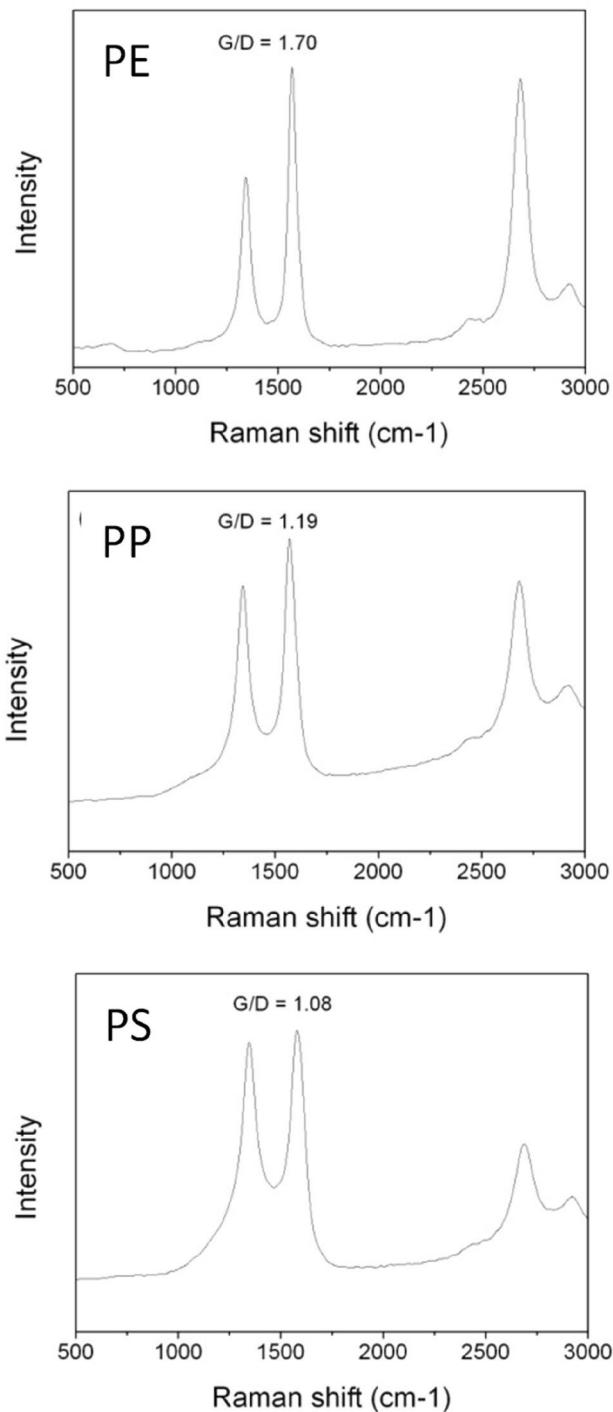 G/D = 1.70
PE
Intensity
500 1000 1500 2000 2500 3000
Raman shift (cm-1)
G/D = 1.19
PP
Intensity
500 1000 1500 2000 2500 3000
Raman shift (cm-1)
G/D = 1.08
PS
Intensity
500 1000 1500 2000 2500 3000
Raman shift (cm-1)